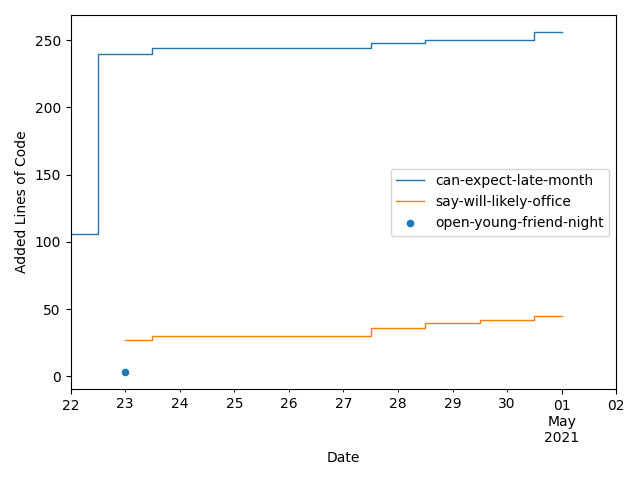 250
200
150
100
50
0
Added Lines of Code
can-expect-late-month
say-will-likely-office
open-young-friend-night
22 23 24 25 26 27 28 29 30 01 02
May
2021
Date